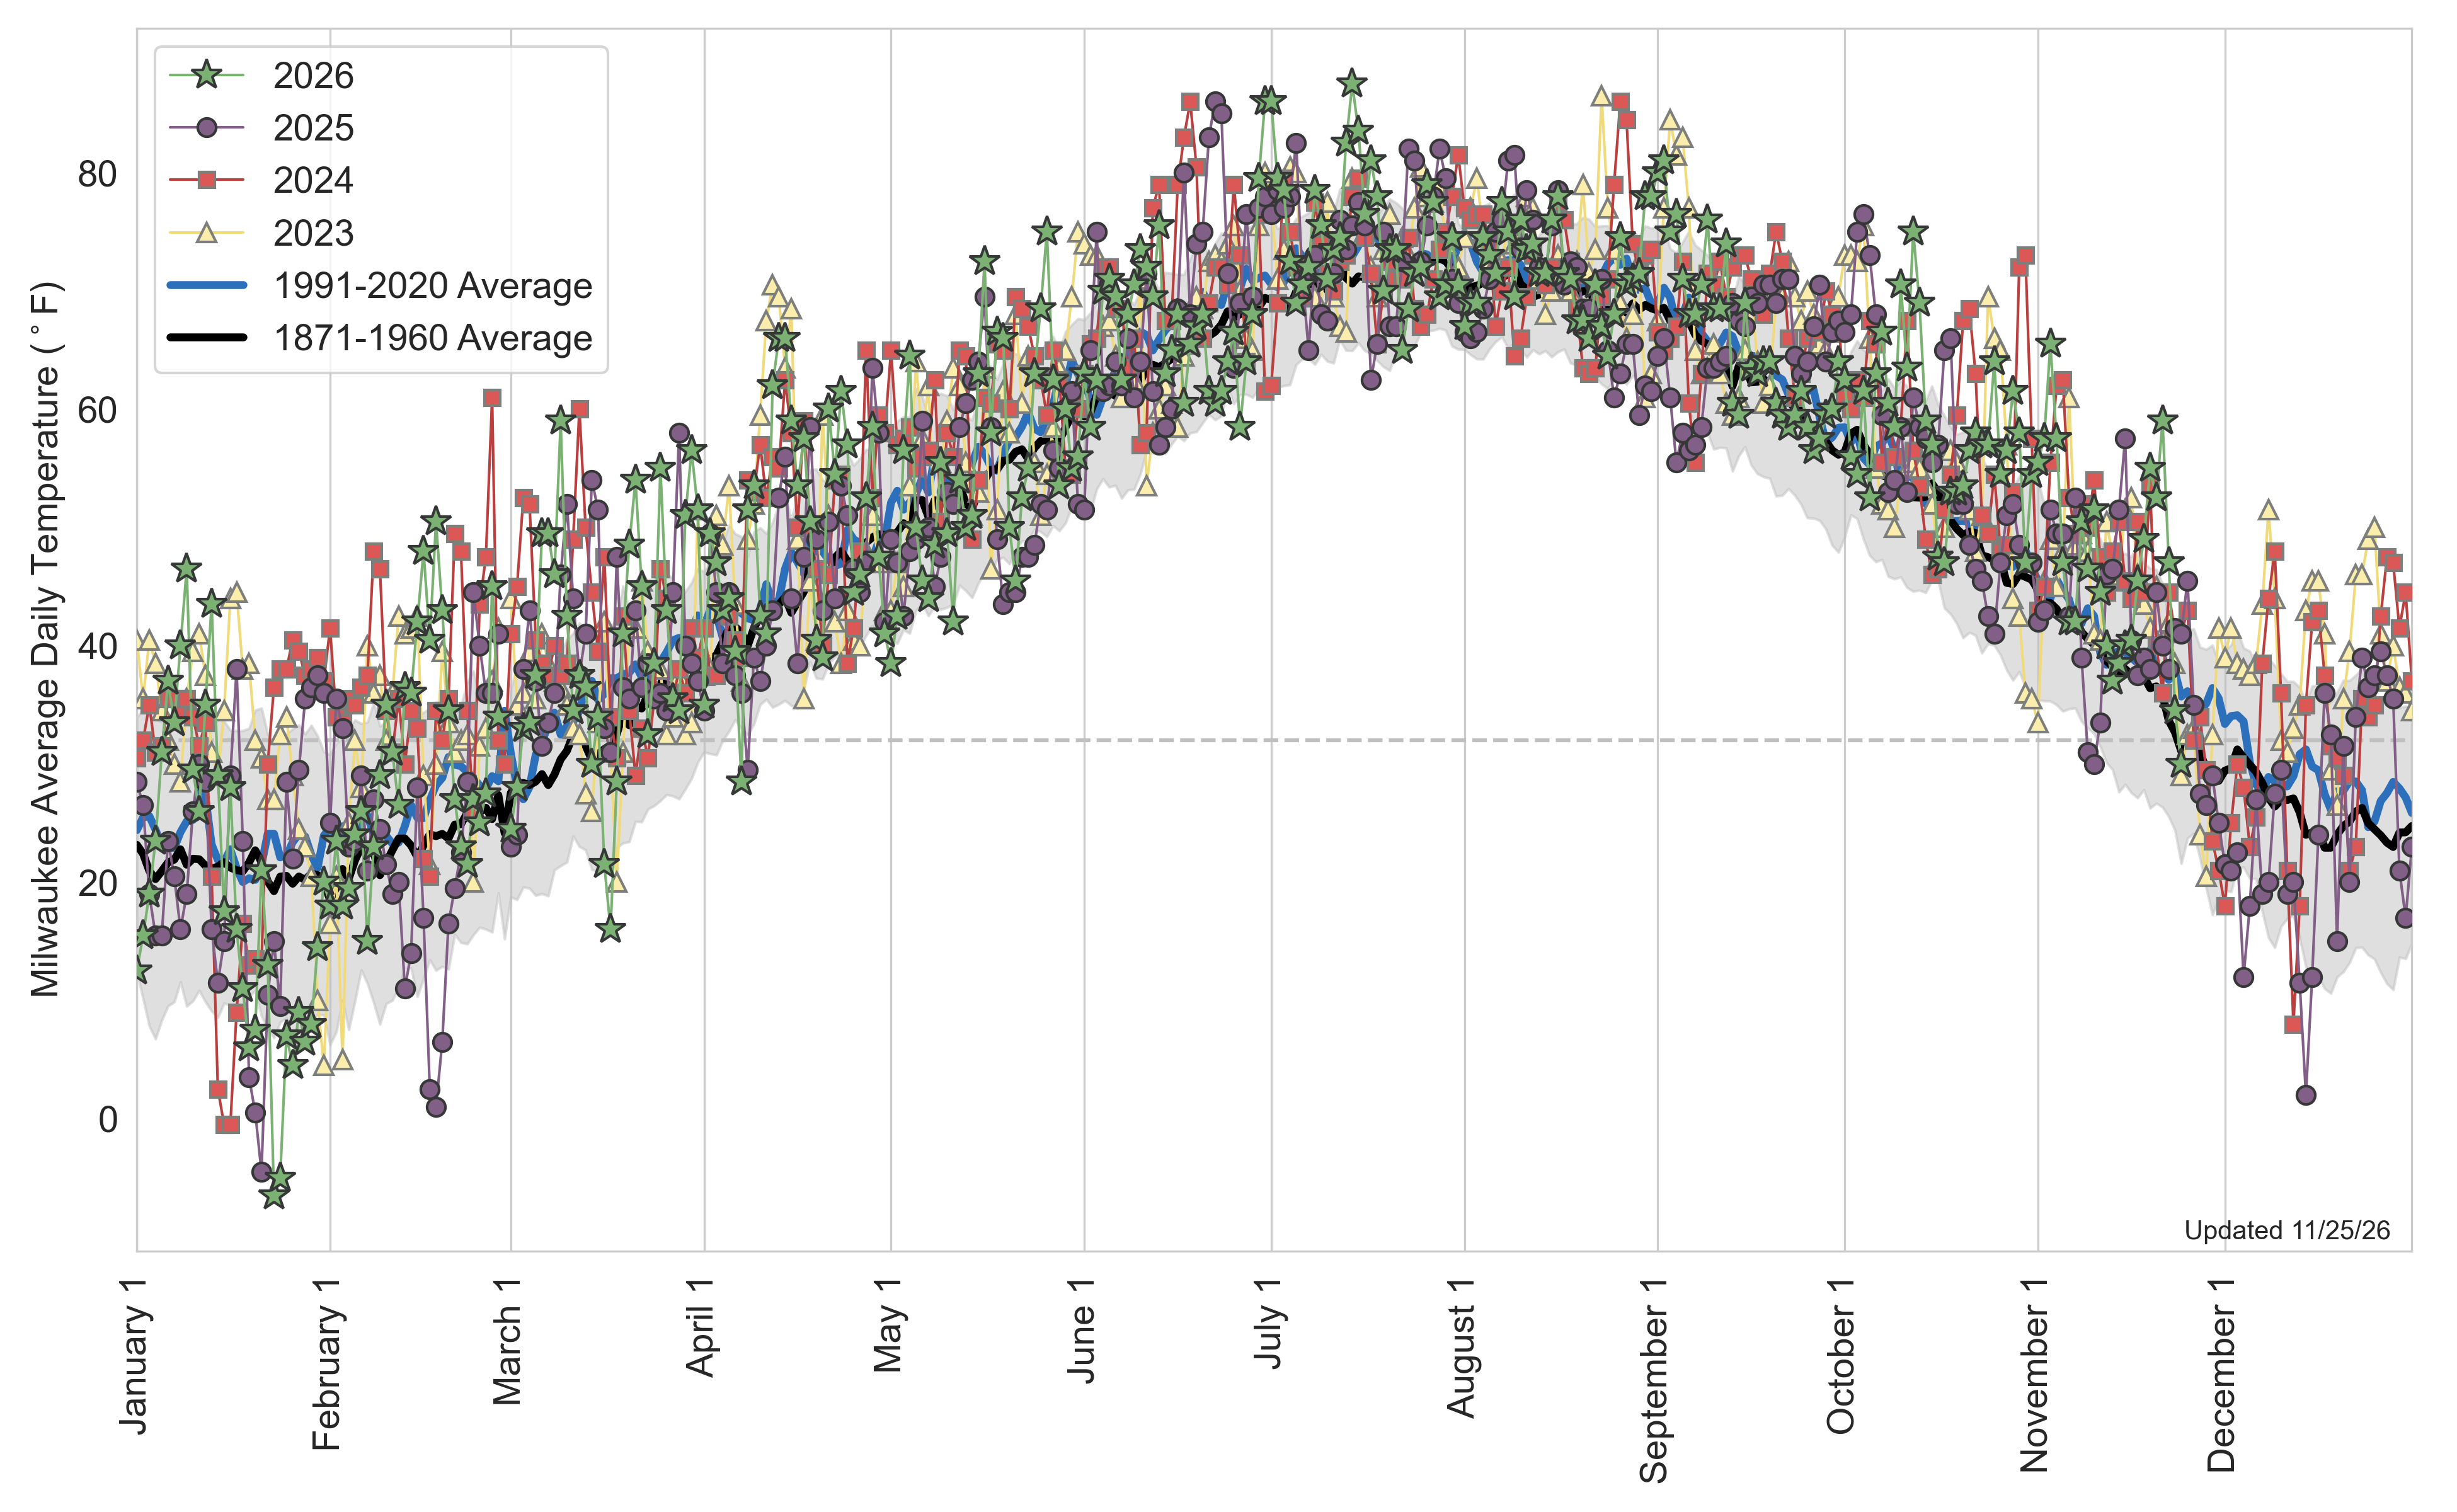 2026
2025
2024
2023
1991-2020 Average
1871-1960 Average
Milwaukee Average Daily Temperature (°F)
80
60
40
20
0
Updated 11/25/26
January 1
February 1
March 1
April 1
May 1
June 1
July 1
August 1
September 1
October 1
November 1
December 1